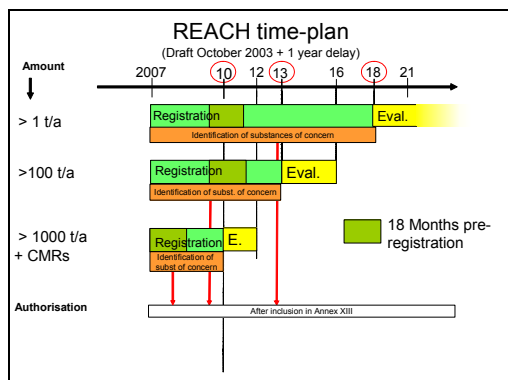 REACH time-plan
(Draft October 2003 + 1 year delay)
Amount
2007 10 12 13 16 18 21
> 1 t/a
Registration
Eval.
Identification of substances of concern
>100 t/a
Registration
Eval.
Identification of subst. of concern
> 1000 t/a
+ CMRs
Registration
E.
Identification of
subst of concern
18 Months pre-
registration
Authorisation
After inclusion in Annex XIII